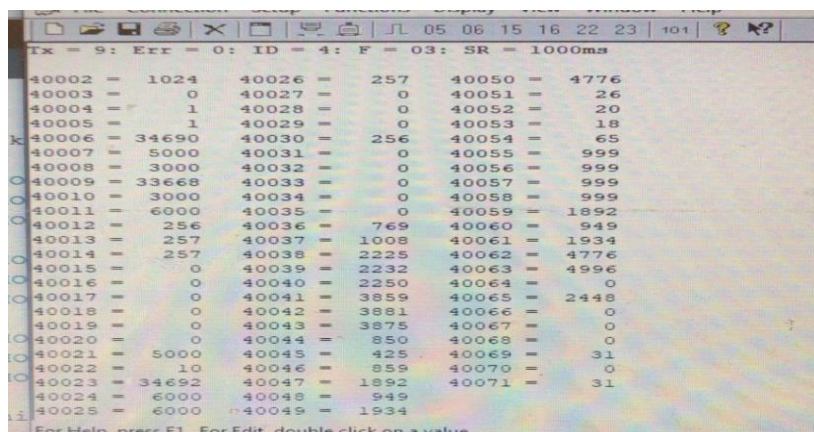 05 06 15 16 22 23 101
Tx = 9: Err = 0: ID = 4: F = 03: SR = 1000ms
40002 = 1024 40026 = 257 40050 = 4776
40003 = 0 40027 = 0 40051 = 26
40004 = 1 40028 = 0 40052 = 20
40005 = 1 40029 = 0 40053 = 18
40006 = 34690 40030 = 256 40054 = 65
40007 = 5000 40031 = 0 40055 = 999
40008 = 3000 40032 = 0 40056 = 999
40009 = 33668 40033 = 0 40057 = 999
40010 = 3000 40034 = 0 40058 = 999
40011 = 6000 40035 = 0 40059 = 1892
40012 = 256 40036 = 769 40060 = 949
40013 = 257 40037 = 1008 40061 = 1934
40014 = 257 40038 = 2225 40062 = 4776
40015 = 0 40039 = 2232 40063 = 4996
40016 = 0 40040 = 2250 40064 = 0
40017 = 0 40041 = 3859 40065 = 2448
40018 = 0 40042 = 3881 40066 = 0
40019 = 0 40043 = 3875 40067 = 0
40020 = 0 40044 = 850 40068 = 0
40021 = 5000 40045 = 425 40069 = 31
40022 = 10 40046 = 859 40070 = 0
40023 = 34692 40047 = 1892 40071 = 31
40024 = 6000 40048 = 949
40025 = 6000 40049 = 1934
For Help, press F1. For Edit, double click on a value.